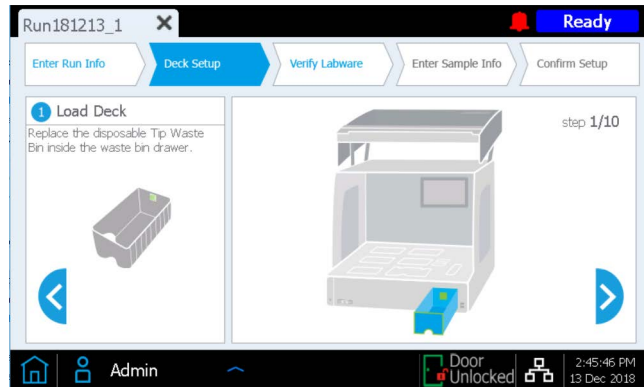 Run181213_1
Ready
Enter Run Info
Deck Setup
Verify Labware
Enter Sample Info
Confirm Setup
1 Load Deck
Replace the disposable Tip Waste
Bin inside the waste bin drawer.
step 1/10
Admin
Door
Unlocked
2:45:46 PM
13 Dec 2018